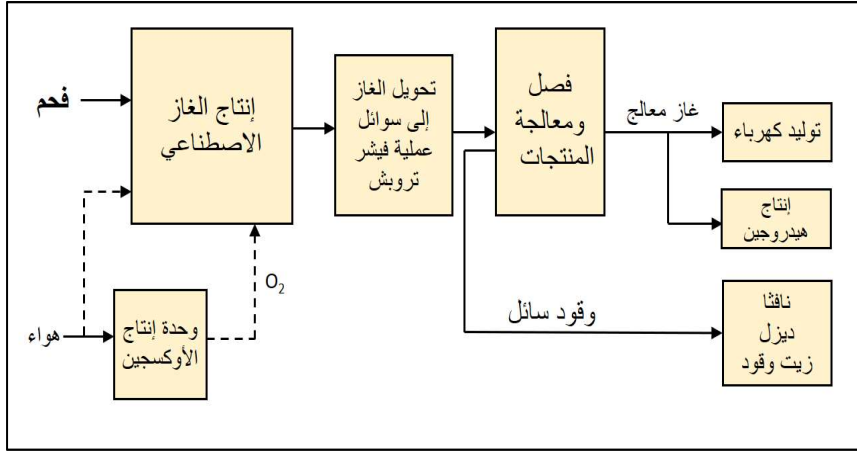 فحم
إنتاج الغاز
الاصطناعي
تحويل الغاز
إلى سوائل
عملية فيشر
تروبش
فصل
ومعالجة
المنتجات
غاز معالج
توليد كهرباء
إنتاج
هيدروجين
هواء
وحدة إنتاج
الأوكسجين
O₂
وقود سائل
نافثا
ديزل
زيت وقود